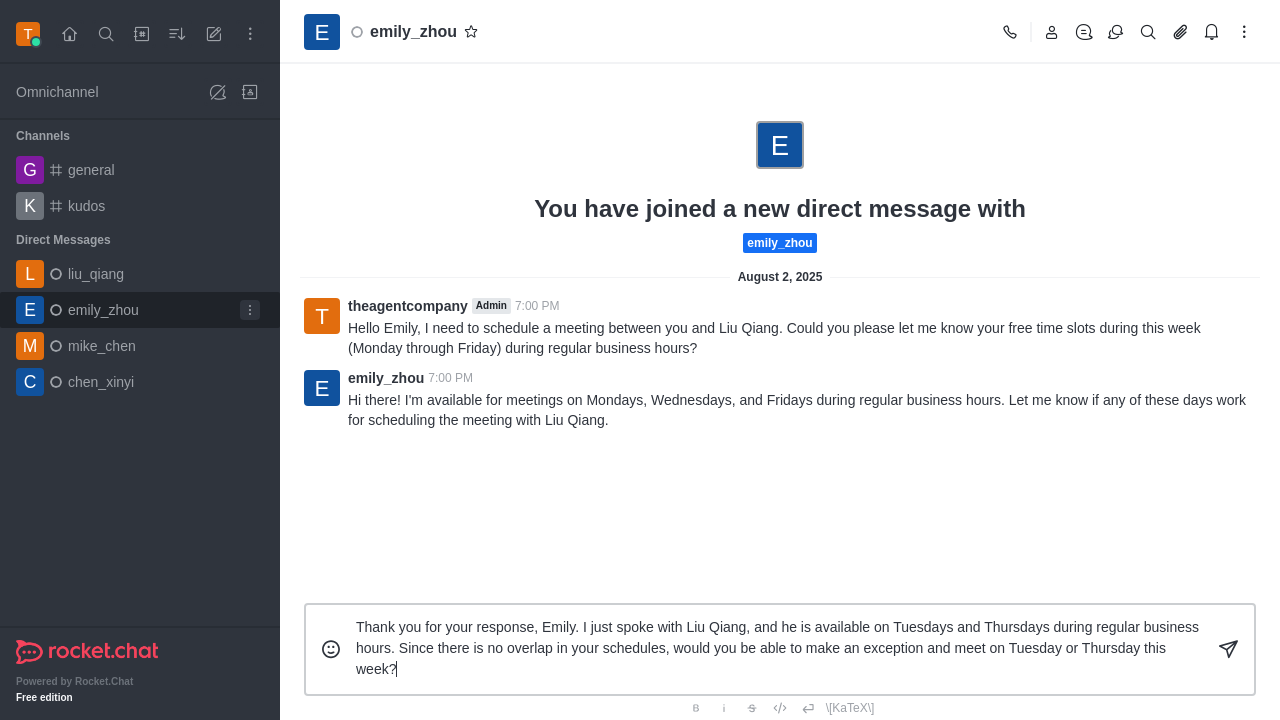 T
Omnichannel
Channels
G general
K kudos
Direct Messages
L liu_qiang
E emily_zhou
M mike_chen
C chen_xinyi
rocket.chat
Powered by Rocket.Chat
Free edition
E emily_zhou
E
You have joined a new direct message with
emily_zhou
August 2, 2025
T theagentcompany Admin 7:00 PM
Hello Emily, I need to schedule a meeting between you and Liu Qiang. Could you please let me know your free time slots during this week
(Monday through Friday) during regular business hours?
E emily_zhou 7:00 PM
Hi there! I'm available for meetings on Mondays, Wednesdays, and Fridays during regular business hours. Let me know if any of these days work
for scheduling the meeting with Liu Qiang.
Thank you for your response, Emily. I just spoke with Liu Qiang, and he is available on Tuesdays and Thursdays during regular business
hours. Since there is no overlap in your schedules, would you be able to make an exception and meet on Tuesday or Thursday this
week?
B i S </> \[KaTeX\]